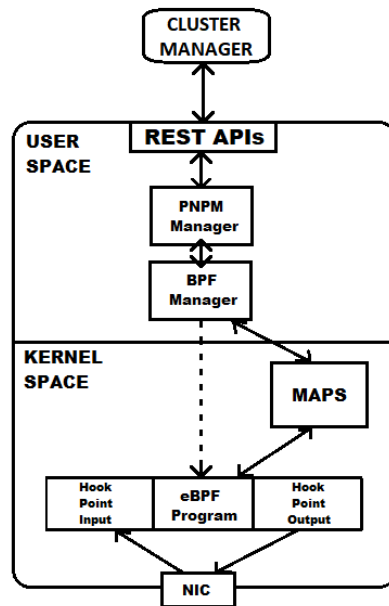 CLUSTER
MANAGER
REST APIs
USER
SPACE
PNPM
Manager
BPF
Manager
KERNEL
SPACE
MAPS
Hook
Point
Input
eBPF
Program
Hook
Point
Output
NIC